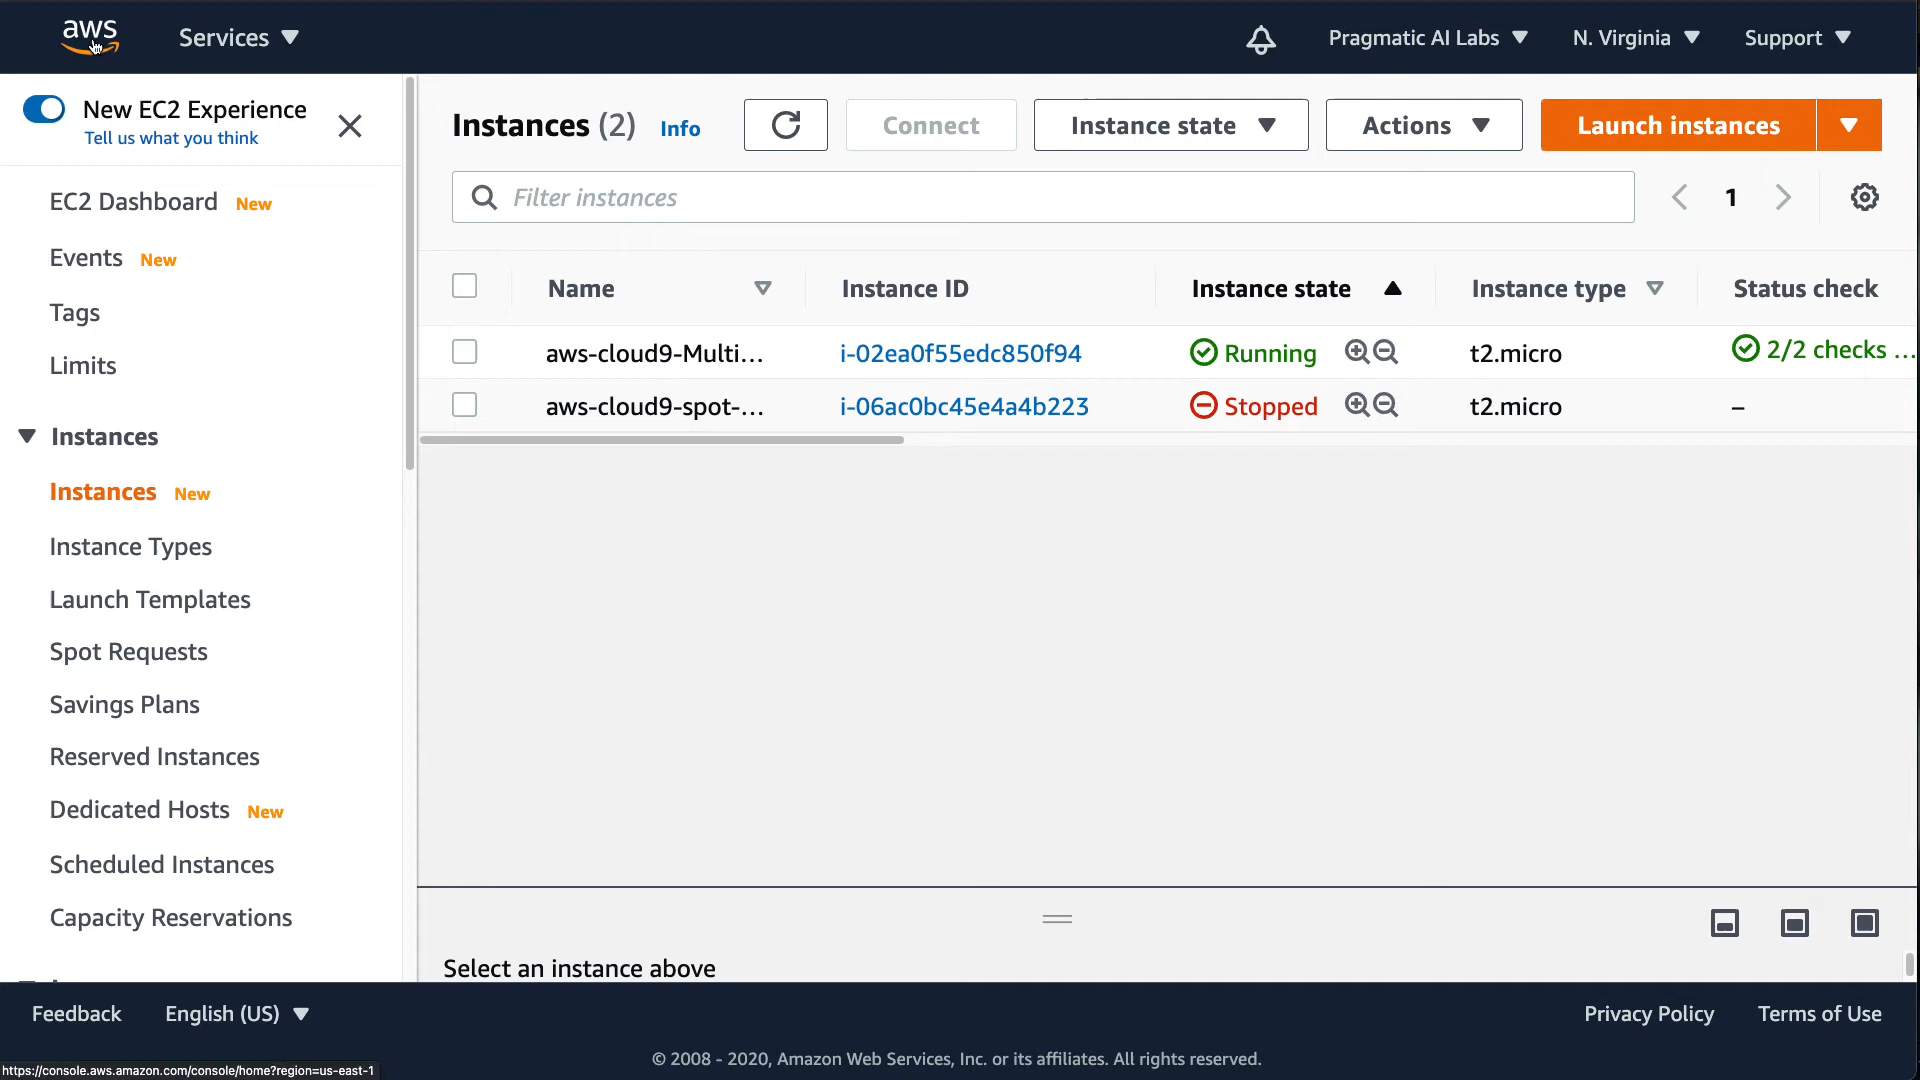 aws
Services
Pragmatic AI Labs
N. Virginia
Support
New EC2 Experience
Tell us what you think
EC2 Dashboard New
Events New
Tags
Limits
Instances
Instances New
Instance Types
Launch Templates
Spot Requests
Savings Plans
Reserved Instances
Dedicated Hosts New
Scheduled Instances
Capacity Reservations
Instances (2) Info
Connect
Instance state
Actions
Launch instances
Filter instances
1
Name Instance ID Instance state Instance type Status check
aws-cloud9-Multi... i-02ea0f55edc850f94 Running t2.micro 2/2 checks ...
aws-cloud9-spot-... i-06ac0bc45e4a4b223 Stopped t2.micro –
Select an instance above
Feedback
English (US)
Privacy Policy
Terms of Use
© 2008 - 2020, Amazon Web Services, Inc. or its affiliates. All rights reserved.
https://console.aws.amazon.com/console/home?region=us-east-1